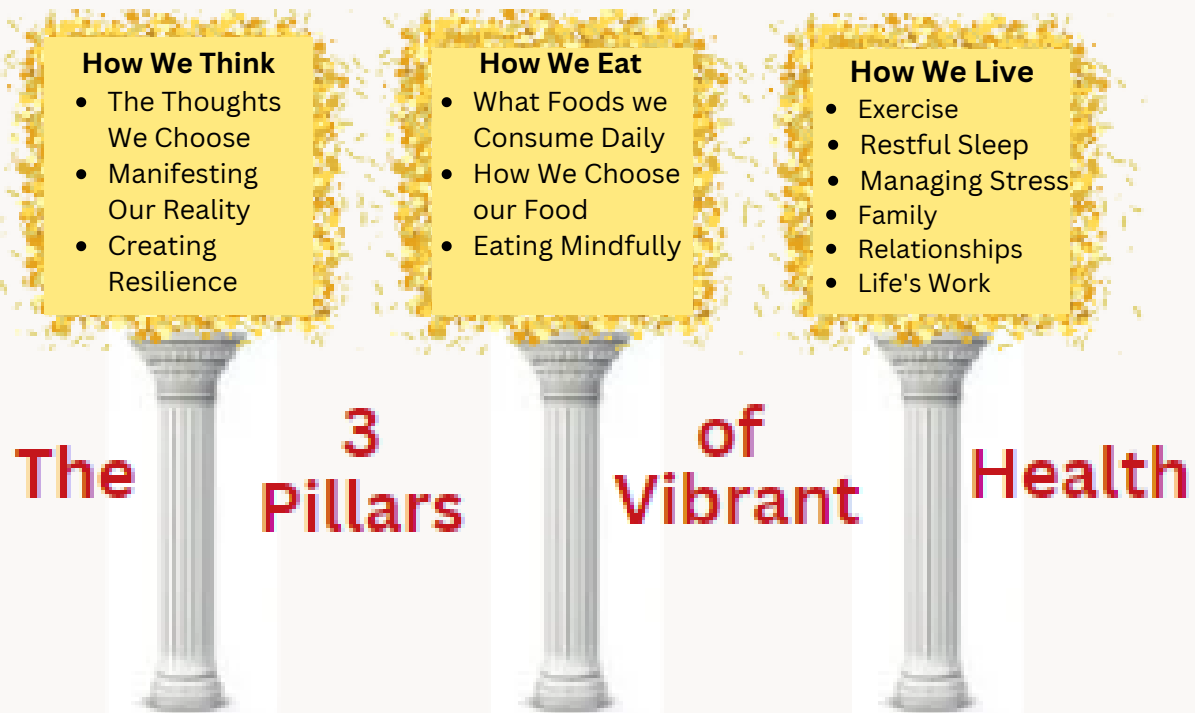 How We Think
• The Thoughts
We Choose
• Manifesting
Our Reality
• Creating
Resilience
How We Eat
• What Foods we
Consume Daily
• How We Choose
our Food
• Eating Mindfully
How We Live
• Exercise
• Restful Sleep
• Managing Stress
• Family
• Relationships
• Life's Work
The
3
Pillars
of
Vibrant
Health